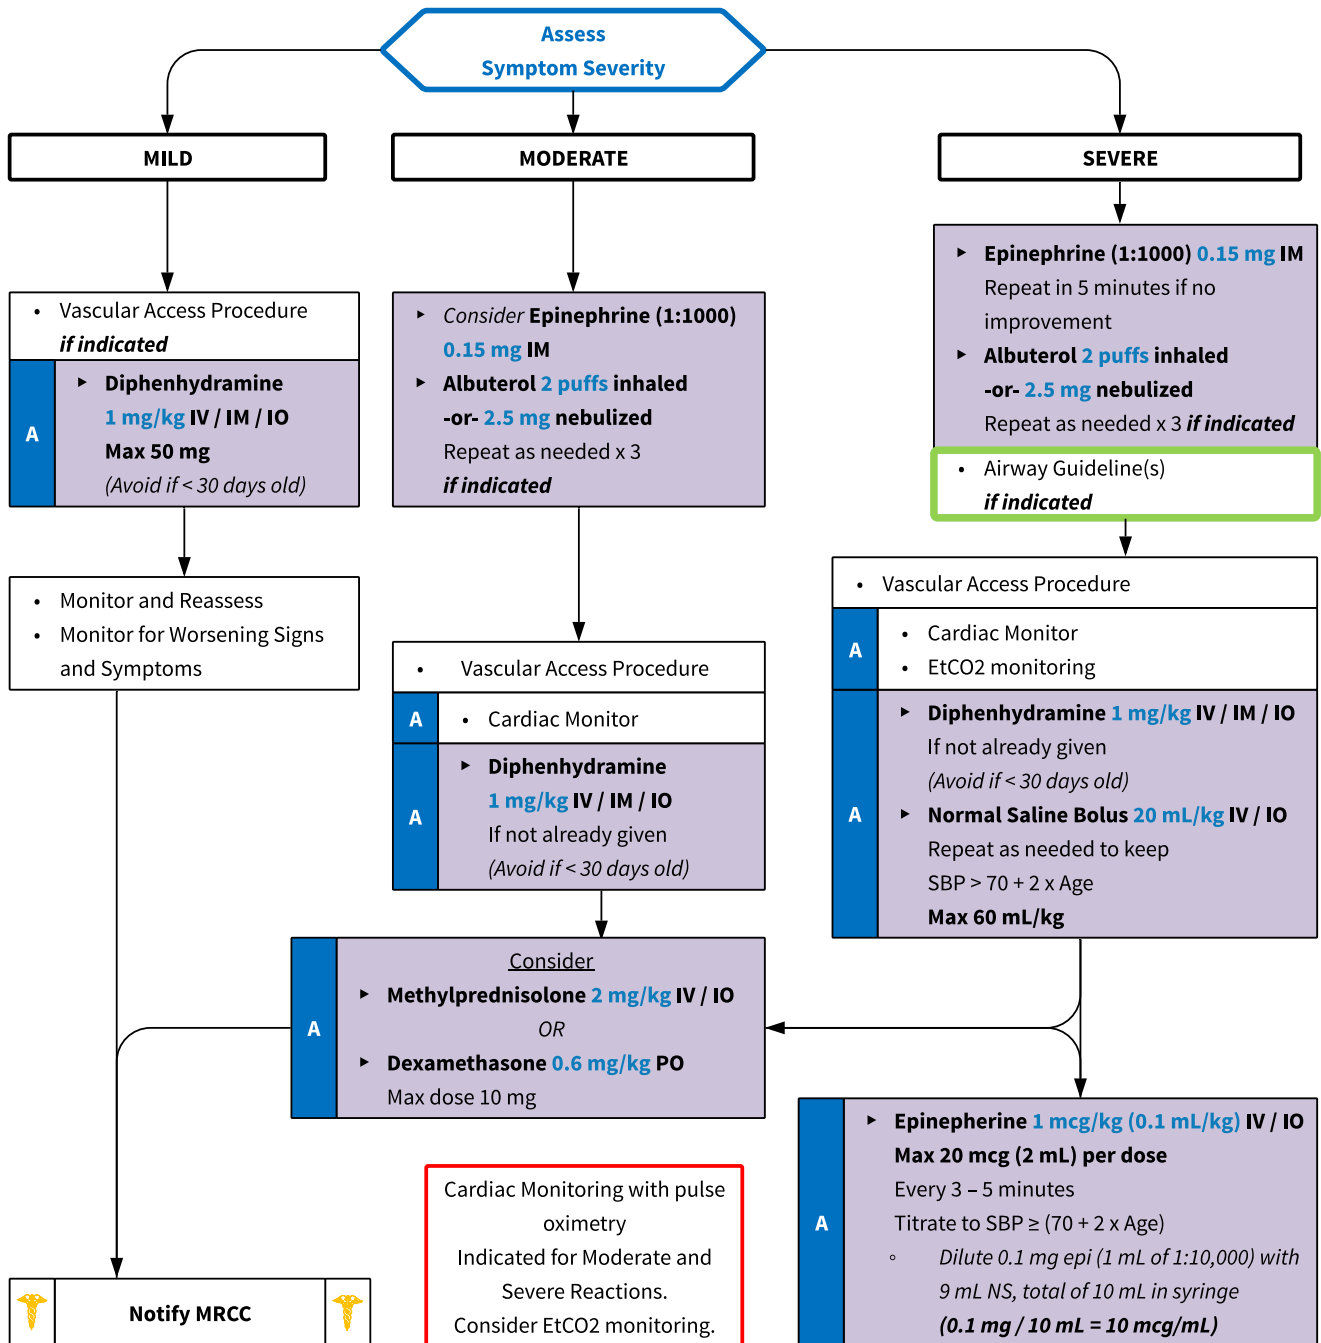 Assess
Symptom Severity
MILD
MODERATE
SEVERE
• Vascular Access Procedure
if indicated
A
▸ Diphenhydramine
1 mg/kg IV / IM / IO
Max 50 mg
(Avoid if < 30 days old)
• Monitor and Reassess
• Monitor for Worsening Signs
and Symptoms
▸ Consider Epinephrine (1:1000)
0.15 mg IM
▸ Albuterol 2 puffs inhaled
-or- 2.5 mg nebulized
Repeat as needed x 3
if indicated
• Vascular Access Procedure
A
• Cardiac Monitor
A
▸ Diphenhydramine
1 mg/kg IV / IM / IO
If not already given
(Avoid if < 30 days old)
▸ Epinephrine (1:1000) 0.15 mg IM
Repeat in 5 minutes if no
improvement
▸ Albuterol 2 puffs inhaled
-or- 2.5 mg nebulized
Repeat as needed x 3 if indicated
• Airway Guideline(s)
if indicated
• Vascular Access Procedure
A
• Cardiac Monitor
• EtCO2 monitoring
A
▸ Diphenhydramine 1 mg/kg IV / IM / IO
If not already given
(Avoid if < 30 days old)
▸ Normal Saline Bolus 20 mL/kg IV / IO
Repeat as needed to keep
SBP > 70 + 2 x Age
Max 60 mL/kg
A
Consider
▸ Methylprednisolone 2 mg/kg IV / IO
OR
▸ Dexamethasone 0.6 mg/kg PO
Max dose 10 mg
A
▸ Epinepherine 1 mcg/kg (0.1 mL/kg) IV / IO
Max 20 mcg (2 mL) per dose
Every 3 – 5 minutes
Titrate to SBP ≥ (70 + 2 x Age)
◦ Dilute 0.1 mg epi (1 mL of 1:10,000) with
9 mL NS, total of 10 mL in syringe
(0.1 mg / 10 mL = 10 mcg/mL)
Cardiac Monitoring with pulse
oximetry
Indicated for Moderate and
Severe Reactions.
Consider EtCO2 monitoring.
Notify MRCC